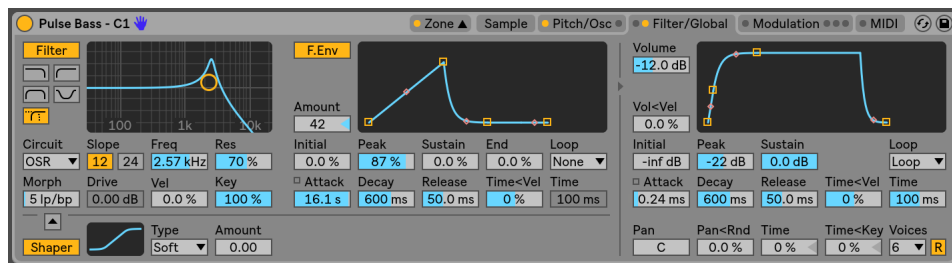 Pulse Bass - C1 Zone Sample Pitch/Osc Filter/Global Modulation MIDI
Filter F.Env Volume
-12.0 dB
Amount Vol<Vel
100 1k 10k 42 0.0 %
Circuit Slope Freq Res Initial Peak Sustain End Loop Initial Peak Sustain Loop
OSR 12 24 2.57 kHz 70 % 0.0 % 87 % 0.0 % 0.0 % None -inf dB -22 dB 0.0 dB Loop
Morph Drive Vel Key Attack Decay Release Time<Vel Time Attack Decay Release Time<Vel Time
5 lp/bp 0.00 dB 0.0 % 100 % 16.1 s 600 ms 50.0 ms 0 % 100 ms 0.24 ms 600 ms 50.0 ms 0 % 100 ms
Type Amount Pan Pan<Rnd Time Time<Key Voices
Shaper Soft 0.00 C 0.0 % 0 % 0 % 6 R